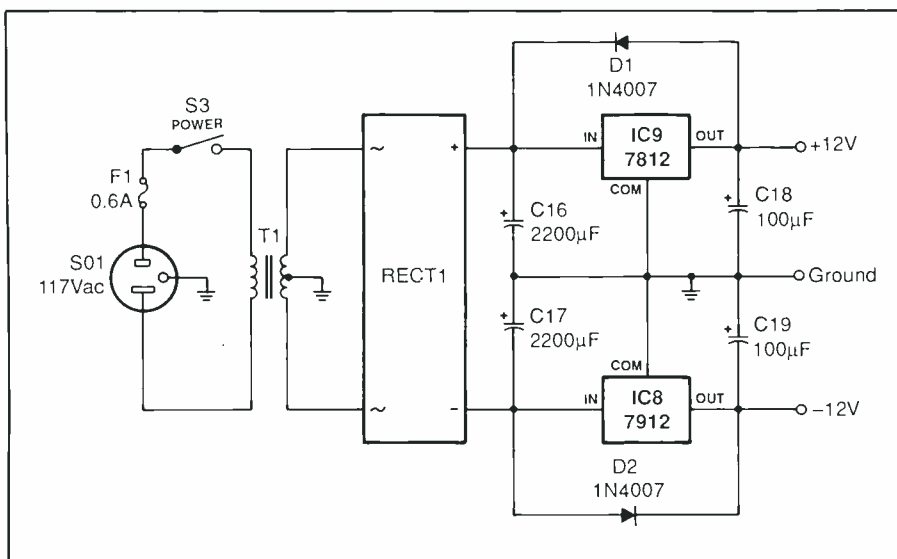 D1
1N4007
S3
POWER
F1
0.6A
S01
117Vac
T1
~
~
RECT1
+
−
IN
IC9
7812
OUT
COM
+12V
+
C16
2200µF
+
C18
100µF
Ground
+
C17
2200µF
+
C19
100µF
COM
IN
IC8
7912
OUT
−12V
D2
1N4007